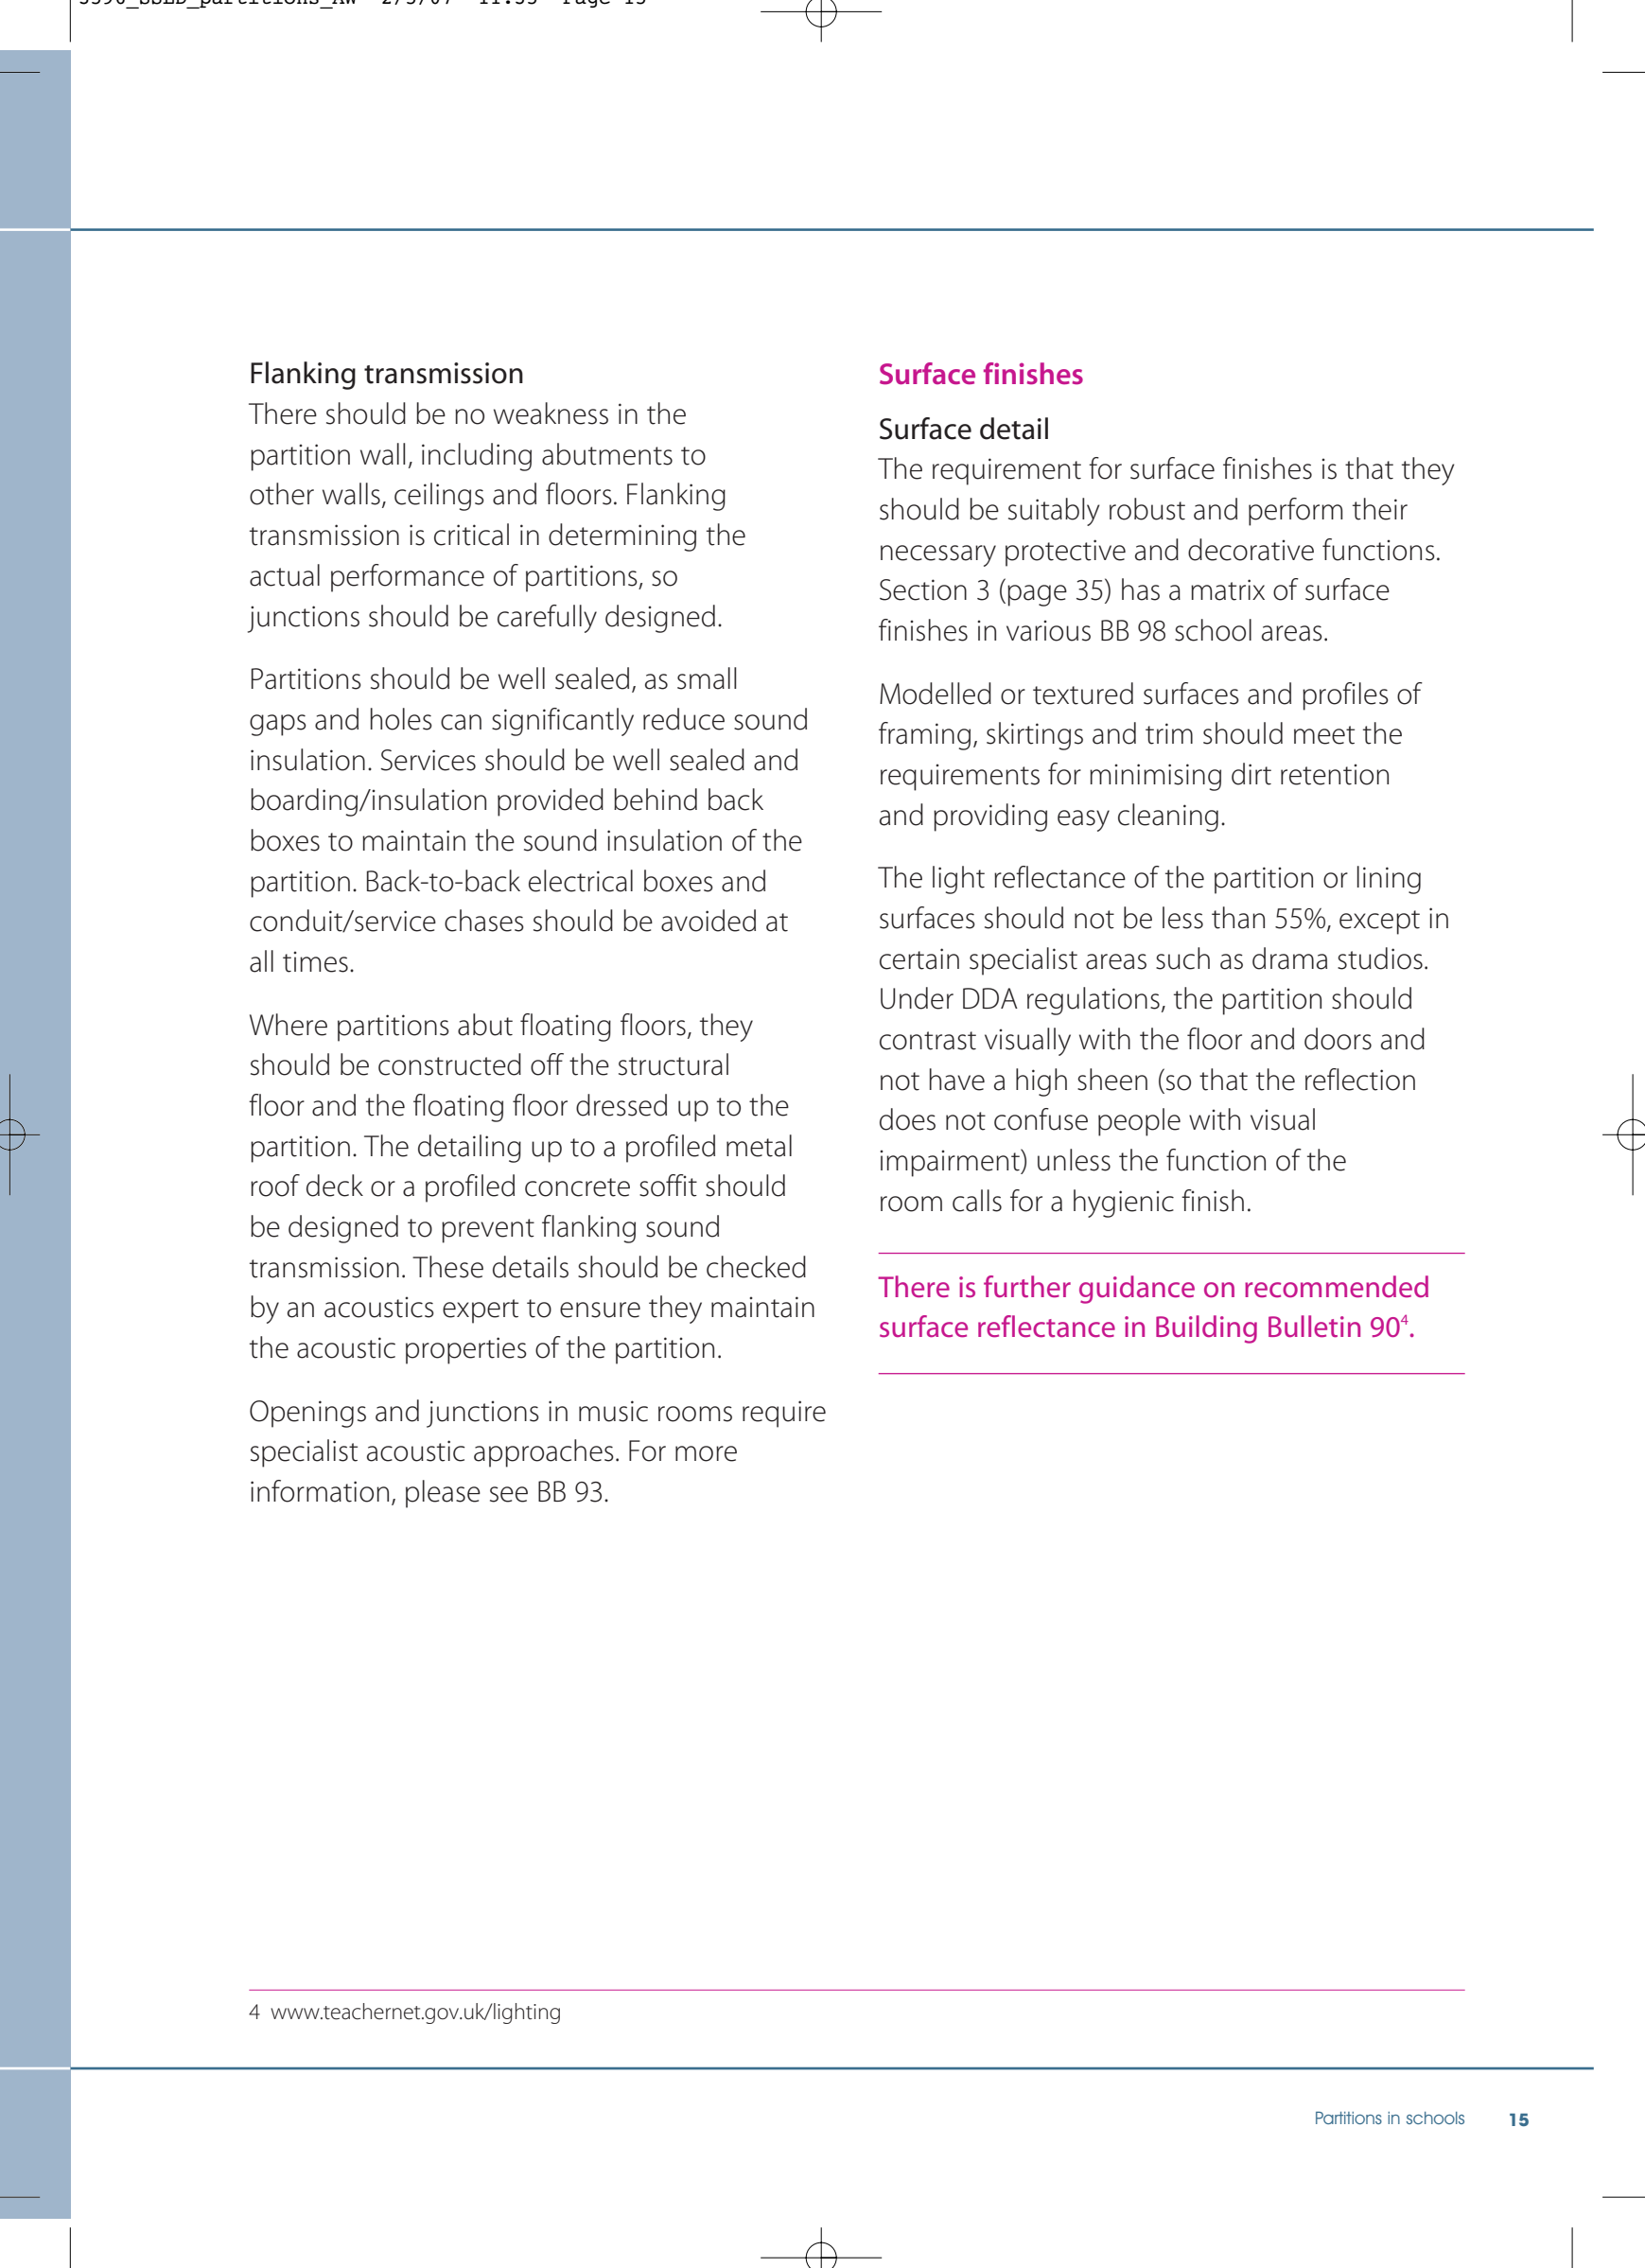 Flanking transmission
There should be no weakness in the
partition wall, including abutments to
other walls, ceilings and floors. Flanking
transmission is critical in determining the
actual performance of partitions, so
junctions should be carefully designed.
Partitions should be well sealed, as small
gaps and holes can significantly reduce sound
insulation. Services should be well sealed and
boarding/insulation provided behind back
boxes to maintain the sound insulation of the
partition. Back-to-back electrical boxes and
conduit/service chases should be avoided at
all times.
Where partitions abut floating floors, they
should be constructed off the structural
floor and the floating floor dressed up to the
partition. The detailing up to a profiled metal
roof deck or a profiled concrete soffit should
be designed to prevent flanking sound
transmission. These details should be checked
by an acoustics expert to ensure they maintain
the acoustic properties of the partition.
Openings and junctions in music rooms require
specialist acoustic approaches. For more
information, please see BB 93.
Surface finishes
Surface detail
The requirement for surface finishes is that they
should be suitably robust and perform their
necessary protective and decorative functions.
Section 3 (page 35) has a matrix of surface
finishes in various BB 98 school areas.
Modelled or textured surfaces and profiles of
framing, skirtings and trim should meet the
requirements for minimising dirt retention
and providing easy cleaning.
The light reflectance of the partition or lining
surfaces should not be less than 55%, except in
certain specialist areas such as drama studios.
Under DDA regulations, the partition should
contrast visually with the floor and doors and
not have a high sheen (so that the reflection
does not confuse people with visual
impairment) unless the function of the
room calls for a hygienic finish.
There is further guidance on recommended
surface reflectance in Building Bulletin 90⁴.
4 www.teachernet.gov.uk/lighting
Partitions in schools 15